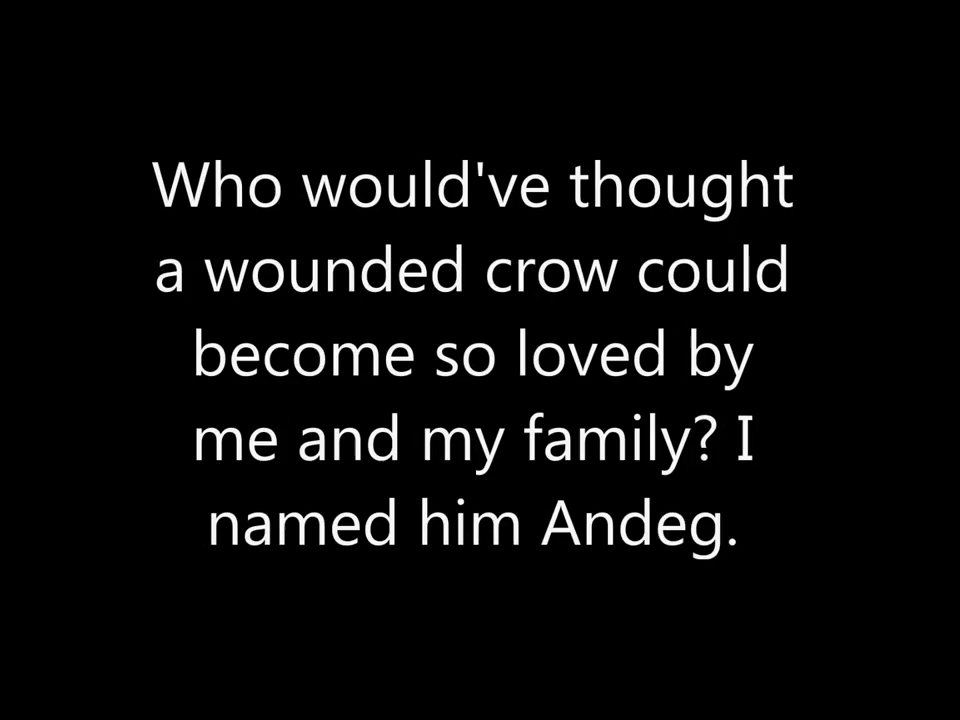 Who would've thought
a wounded crow could
become so loved by
me and my family? I
named him Andeg.